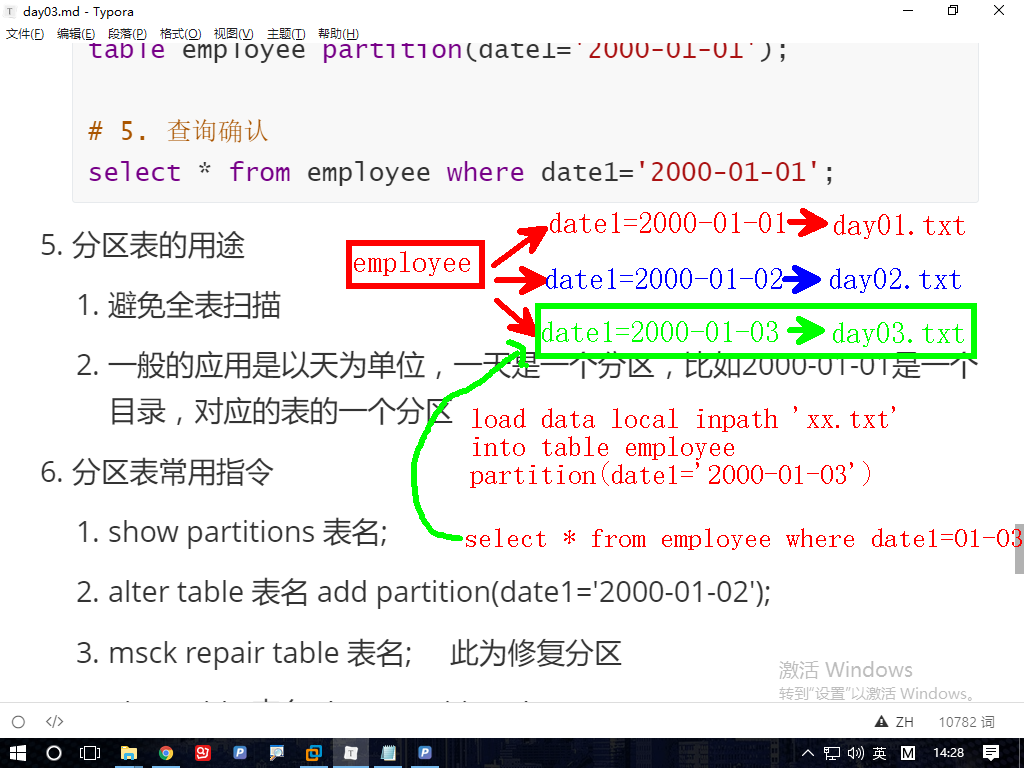 day03.md - Typora
文件(F) 编辑(E) 段落(P) 格式(O) 视图(V) 主题(T) 帮助(H)
table employee partition(date1='2000-01-01');
# 5. 查询确认
select * from employee where date1='2000-01-01';
5. 分区表的用途
employee
date1=2000-01-01 day01.txt
date1=2000-01-02 day02.txt
date1=2000-01-03 day03.txt
1. 避免全表扫描
2. 一般的应用是以天为单位，一天是一个分区，比如2000-01-01是一个
目录，对应的表的一个分区
load data local inpath 'xx.txt'
into table employee
partition(date1='2000-01-03')
6. 分区表常用指令
1. show partitions 表名;
select * from employee where date1=01-03
2. alter table 表名 add partition(date1='2000-01-02');
3. msck repair table 表名; 此为修复分区
激活 Windows
转到"设置"以激活 Windows。
ZH 10782 词
英 M 14:28